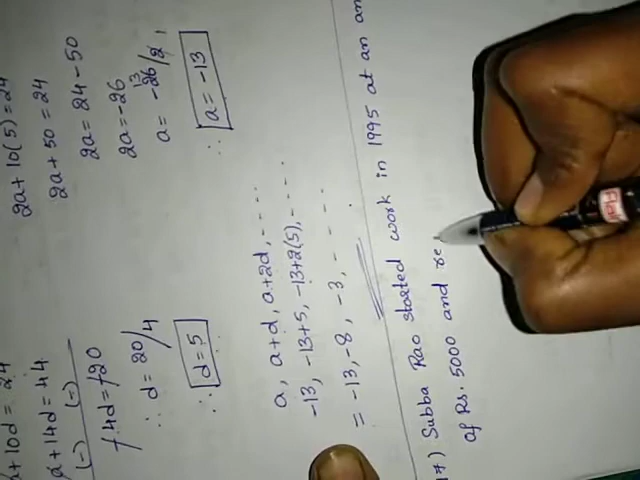 a+10d = 24
a+14d = 44
(-) (-)
-4d = -20
∴ d = 20/4
∴ d = 5
2a + 10(5) = 24
2a + 50 = 24
2a = 24 - 50
2a = -26
a = -26/2 13
∴ a = -13
a, a+d, a+2d, - - - -
-13, -13+5, -13+2(5), - - - -
= -13, -8, -3, - - - - -
17) Subba Rao started work in 1995 at an an
of Rs. 5000 and re
Flair